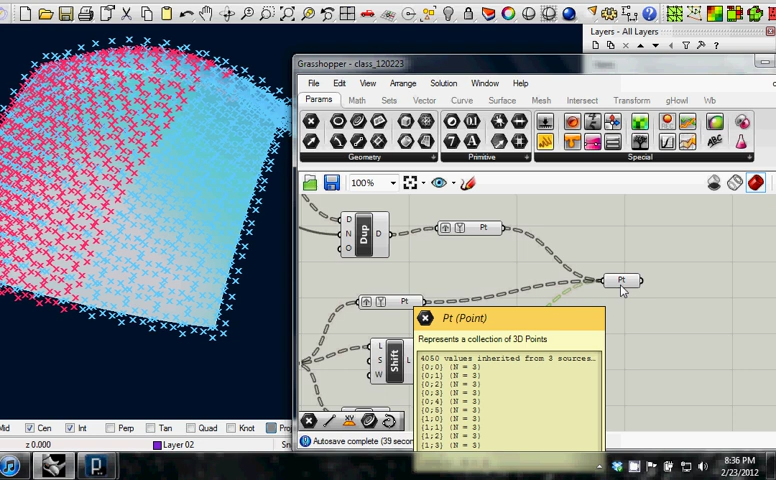 Layers - All Layers
Grasshopper - class_120223
File Edit View Arrange Solution Window Help
Params Math Sets Vector Curve Surface Mesh Intersect Transform gHowl Wb
Geometry Primitive Special
100%
D
N
O
Dup
D
Pt
Pt
Pt
L
S
W
Shift
L
Pt (Point)
Represents a collection of 3D Points
4050 values inherited from 3 sources...
{0;0} (N = 3)
{0;1} (N = 3)
{0;2} (N = 3)
{0;3} (N = 3)
{0;4} (N = 3)
{0;5} (N = 3)
{1;0} (N = 3)
{1;1} (N = 3)
{1;2} (N = 3)
{1;3} (N = 3)
Mid Cen Int Perp Tan Quad Knot
z 0.000 Layer 02
Autosave complete (39 secon
8:36 PM
2/23/2012